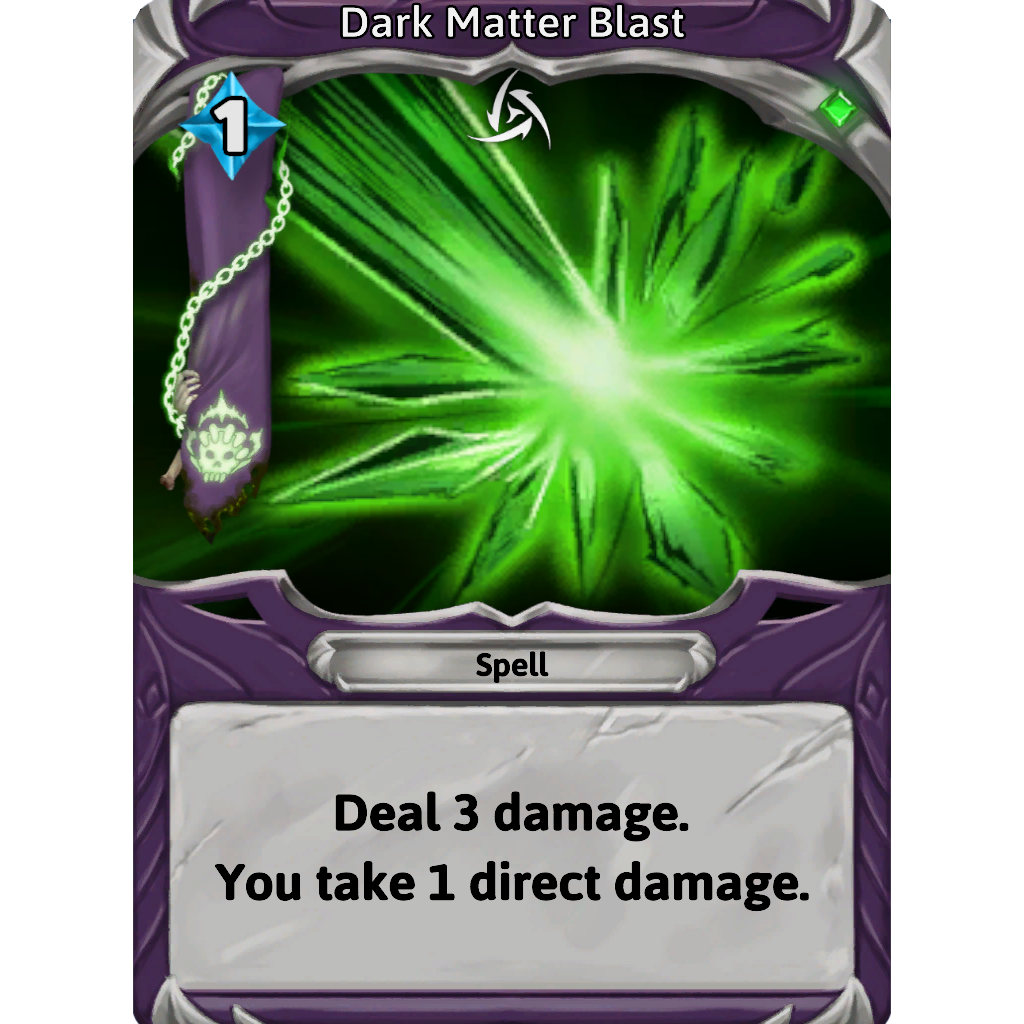 Dark Matter Blast
1
Spell
Deal 3 damage.
You take 1 direct damage.